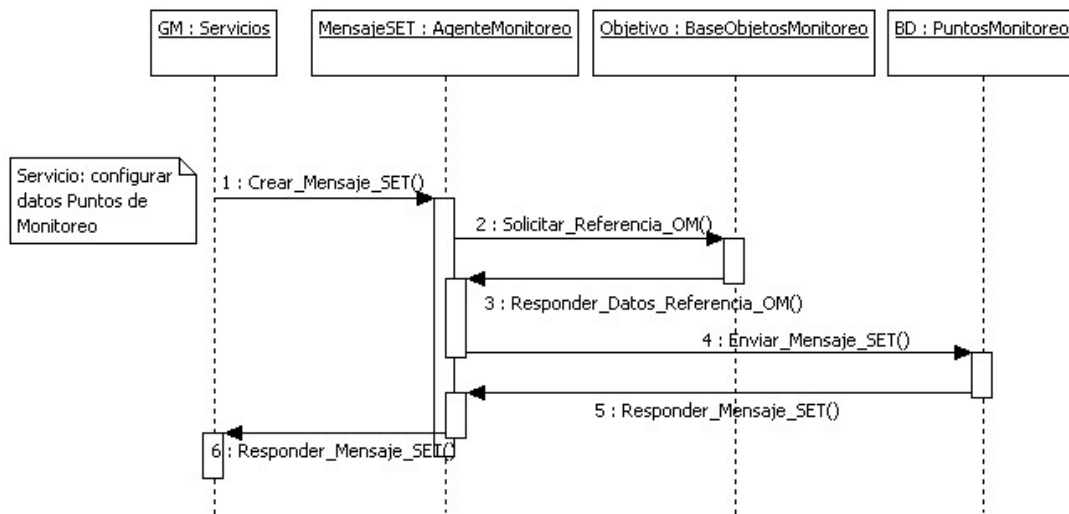 GM : Servicios
MensajeSET : AgenteMonitoreo
Objetivo : BaseObjetosMonitoreo
BD : PuntosMonitoreo
Servicio: configurar
datos Puntos de
Monitoreo
1 : Crear_Mensaje_SET()
2 : Solicitar_Referencia_OM()
3 : Responder_Datos_Referencia_OM()
4 : Enviar_Mensaje_SET()
5 : Responder_Mensaje_SET()
6 : Responder_Mensaje_SET()